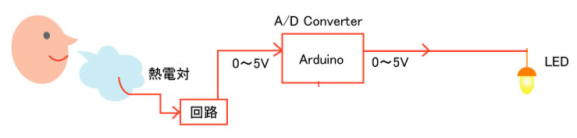 A/D Converter
熱電対
0〜5V
Arduino
0〜5V
LED
回路